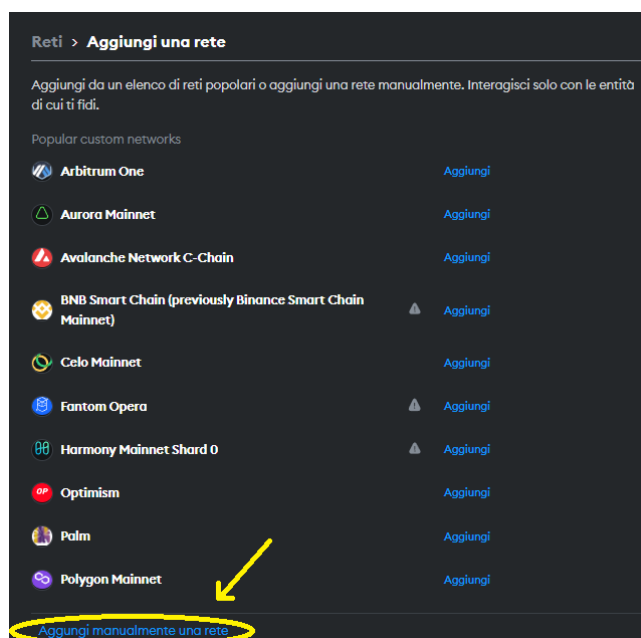 Reti > Aggiungi una rete
Aggiungi da un elenco di reti popolari o aggiungi una rete manualmente. Interagisci solo con le entità
di cui ti fidi.
Popular custom networks
Arbitrum One Aggiungi
Aurora Mainnet Aggiungi
Avalanche Network C-Chain Aggiungi
BNB Smart Chain (previously Binance Smart Chain
Mainnet) Aggiungi
Celo Mainnet Aggiungi
Fantom Opera Aggiungi
Harmony Mainnet Shard 0 Aggiungi
OP Optimism Aggiungi
Palm Aggiungi
Polygon Mainnet Aggiungi
Aggungi manualmente una rete